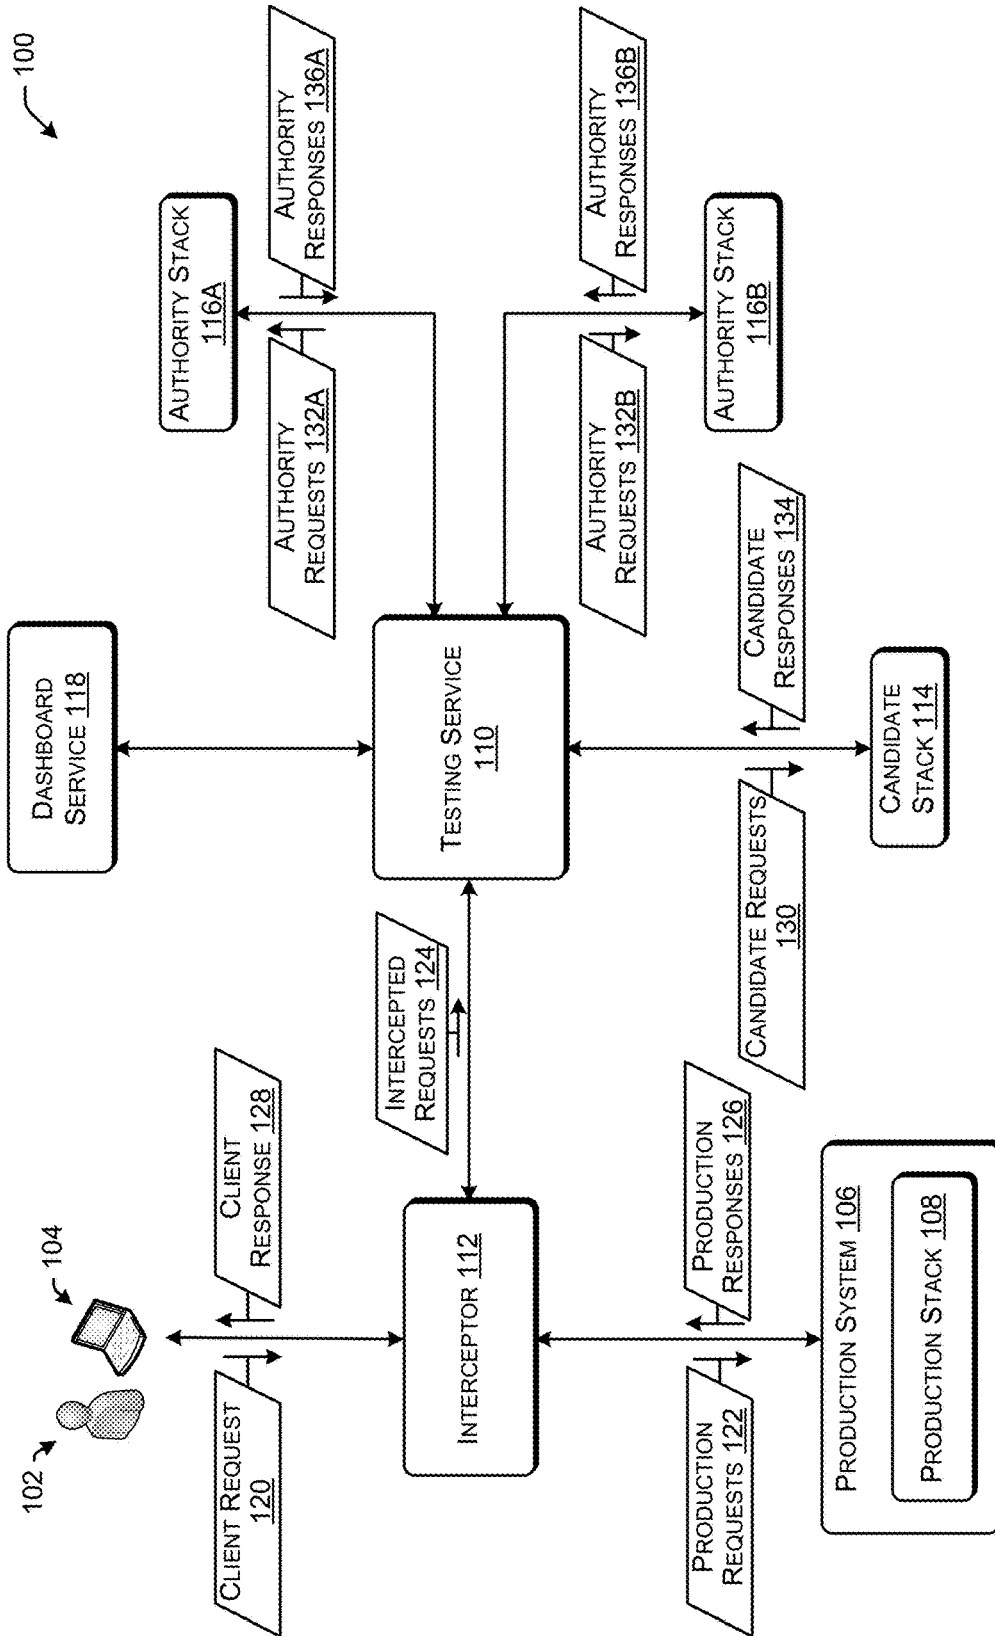 100
102
104
CLIENT REQUEST
120
CLIENT
RESPONSE 128
INTERCEPTOR 112
PRODUCTION
REQUESTS 122
PRODUCTION
RESPONSES 126
PRODUCTION SYSTEM 106
PRODUCTION STACK 108
INTERCEPTED
REQUESTS 124
DASHBOARD
SERVICE 118
TESTING SERVICE
110
CANDIDATE REQUESTS
130
CANDIDATE
RESPONSES 134
CANDIDATE
STACK 114
AUTHORITY STACK
116A
AUTHORITY
REQUESTS 132A
AUTHORITY
RESPONSES 136A
AUTHORITY
REQUESTS 132B
AUTHORITY
RESPONSES 136B
AUTHORITY STACK
116B